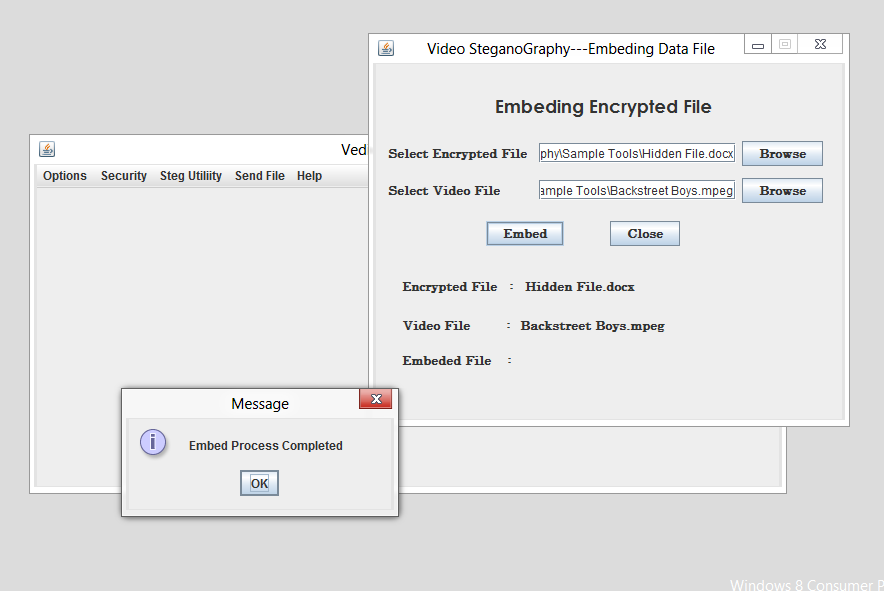 Video SteganoGraphy---Embeding Data File
Embeding Encrypted File
Select Encrypted File phy\Sample Tools\Hidden File.docx Browse
Select Video File ample Tools\Backstreet Boys.mpeg Browse
Embed Close
Encrypted File : Hidden File.docx
Video File : Backstreet Boys.mpeg
Embeded File :
Ved
Options Security Steg Utiliity Send File Help
Message
Embed Process Completed
OK
Windows 8 Consumer P